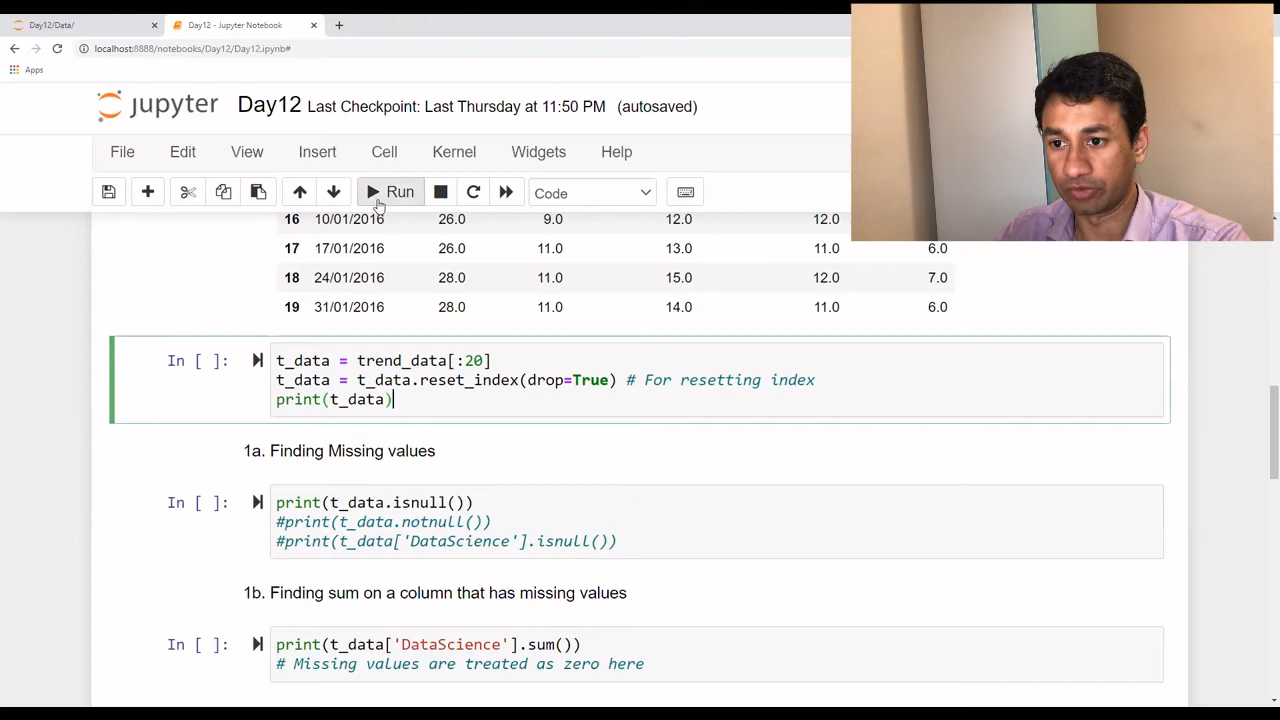 Day12/Data/
Day12 - Jupyter Notebook
localhost:8888/notebooks/Day12/Day12.ipynb#
Apps
jupyter Day12 Last Checkpoint: Last Thursday at 11:50 PM (autosaved)
File Edit View Insert Cell Kernel Widgets Help
Run Code
16 10/01/2016 26.0 9.0 12.0 12.0
17 17/01/2016 26.0 11.0 13.0 11.0 6.0
18 24/01/2016 28.0 11.0 15.0 12.0 7.0
19 31/01/2016 28.0 11.0 14.0 11.0 6.0
In [ ]: t_data = trend_data[:20]
t_data = t_data.reset_index(drop=True) # For resetting index
print(t_data)
1a. Finding Missing values
In [ ]: print(t_data.isnull())
#print(t_data.notnull())
#print(t_data['DataScience'].isnull())
1b. Finding sum on a column that has missing values
In [ ]: print(t_data['DataScience'].sum())
# Missing values are treated as zero here